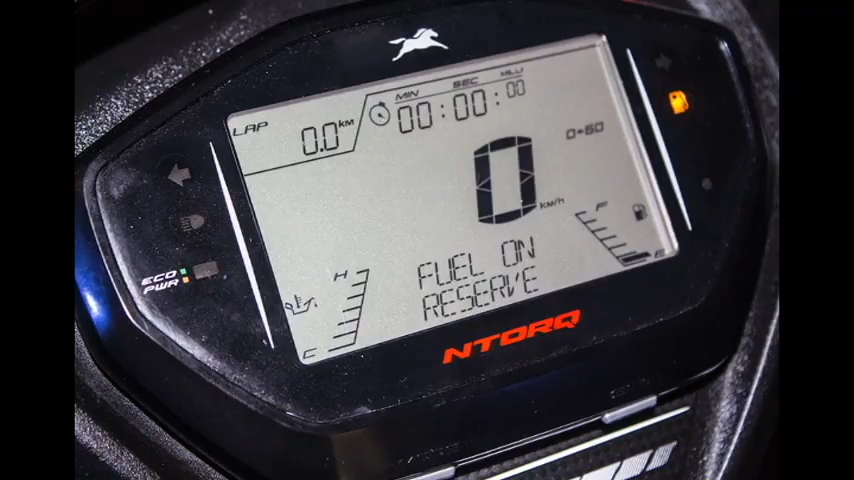 LAP
0.0 KM
MIN SEC MILLI
00:00:00
0-60
0
KM/H
F
E
H
C
FUEL ON
RESERVE
ECO
PWR
NTORQ